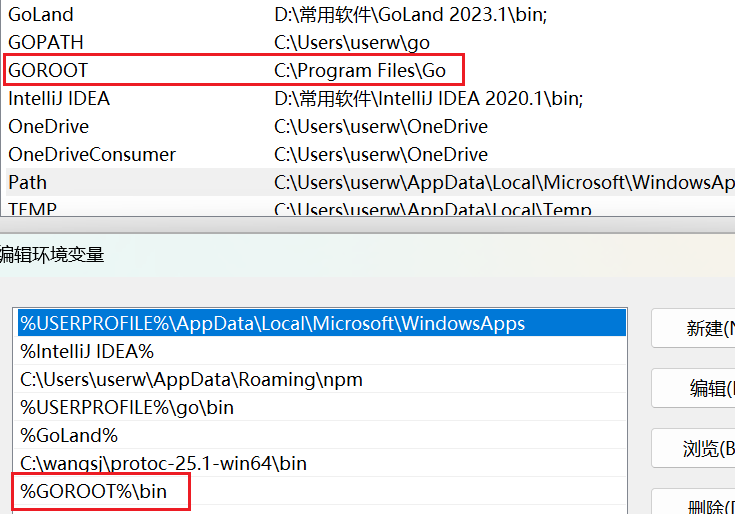 GoLand D:\常用软件\GoLand 2023.1\bin;
GOPATH C:\Users\userw\go
GOROOT C:\Program Files\Go
IntelliJ IDEA D:\常用软件\IntelliJ IDEA 2020.1\bin;
OneDrive C:\Users\userw\OneDrive
OneDriveConsumer C:\Users\userw\OneDrive
Path C:\Users\userw\AppData\Local\Microsoft\WindowsAp
TEMP C:\Users\userw\AppData\Local\Temp
编辑环境变量
%USERPROFILE%\AppData\Local\Microsoft\WindowsApps
新建(N
%IntelliJ IDEA%
C:\Users\userw\AppData\Roaming\npm
编辑(
%USERPROFILE%\go\bin
%GoLand%
浏览(B
C:\wangsj\protoc-25.1-win64\bin
%GOROOT%\bin
删除(D